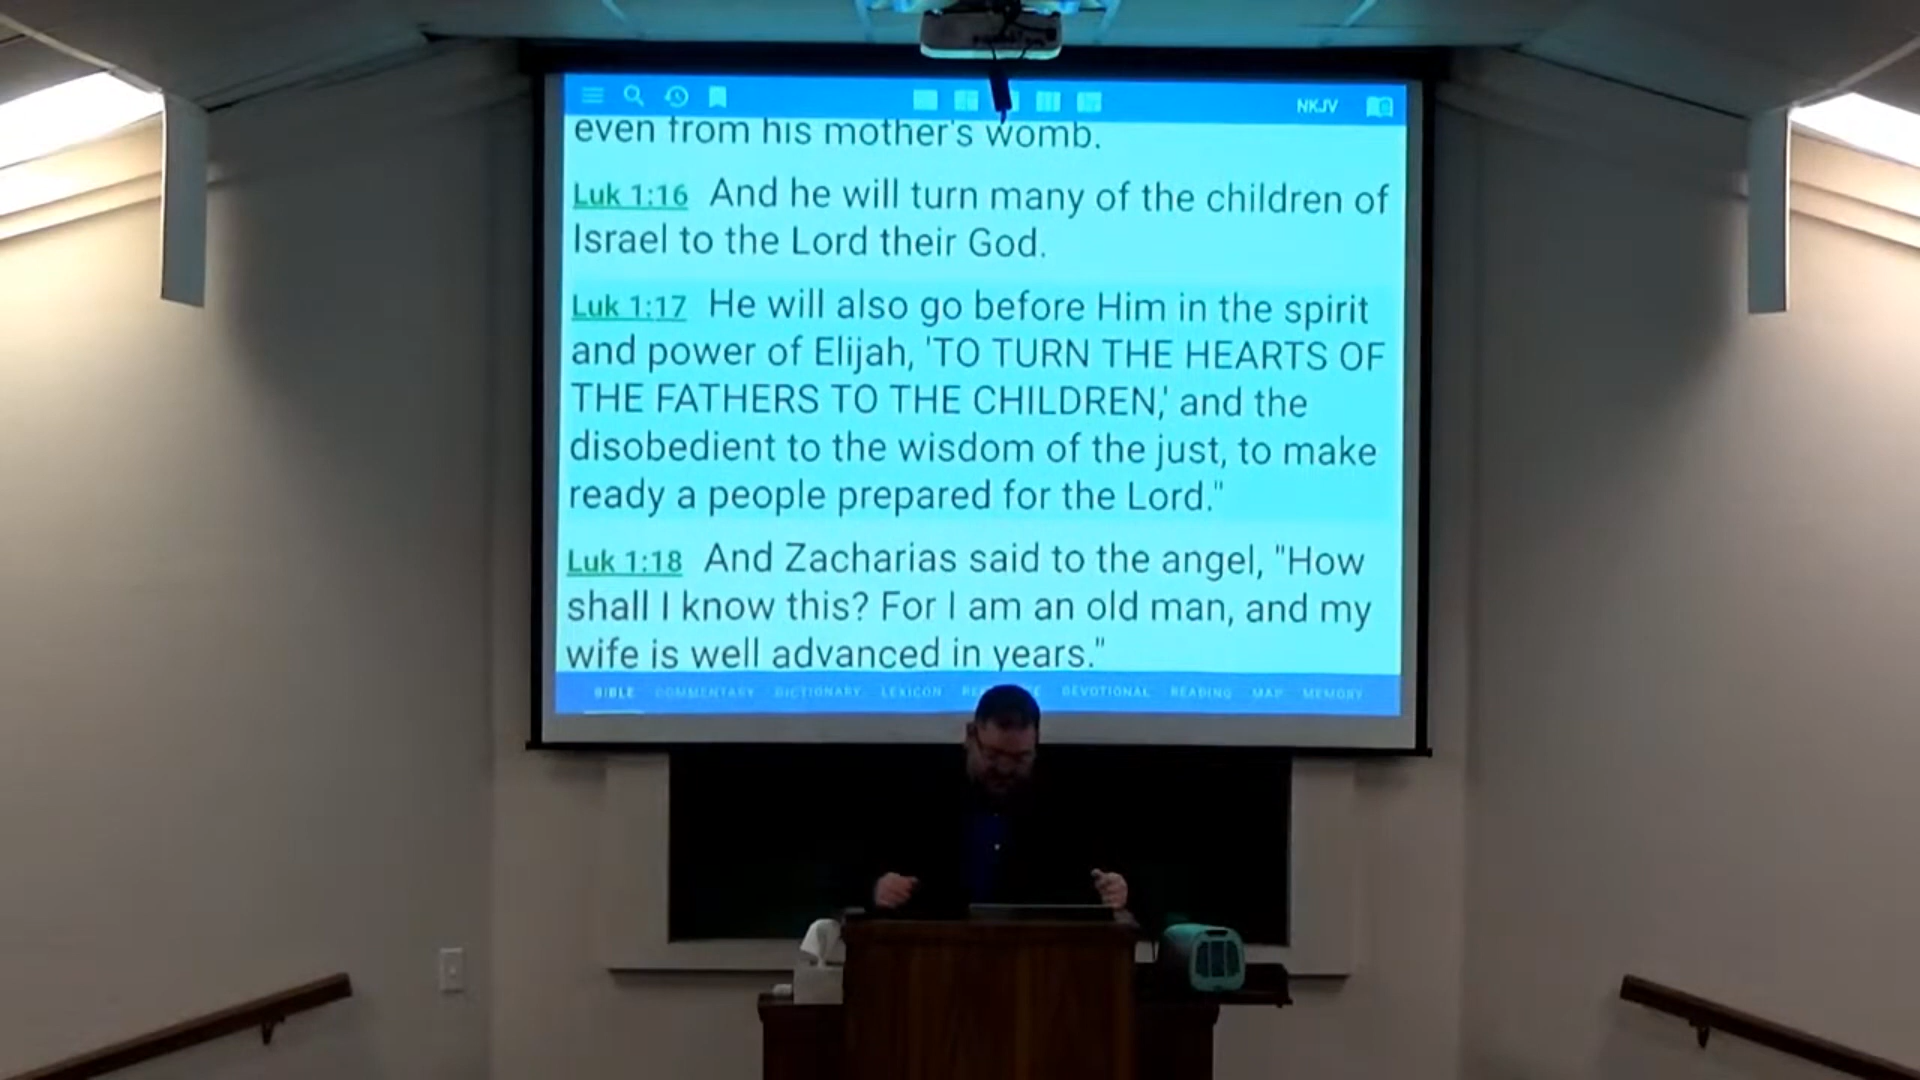 NKJV
even from his mother's womb.
Luk 1:16 And he will turn many of the children of
Israel to the Lord their God.
Luk 1:17 He will also go before Him in the spirit
and power of Elijah, 'TO TURN THE HEARTS OF
THE FATHERS TO THE CHILDREN,' and the
disobedient to the wisdom of the just, to make
ready a people prepared for the Lord."
Luk 1:18 And Zacharias said to the angel, "How
shall I know this? For I am an old man, and my
wife is well advanced in years."
BIBLE COMMENTARY DICTIONARY LEXICON DEVOTIONAL READING MAP MEMORY